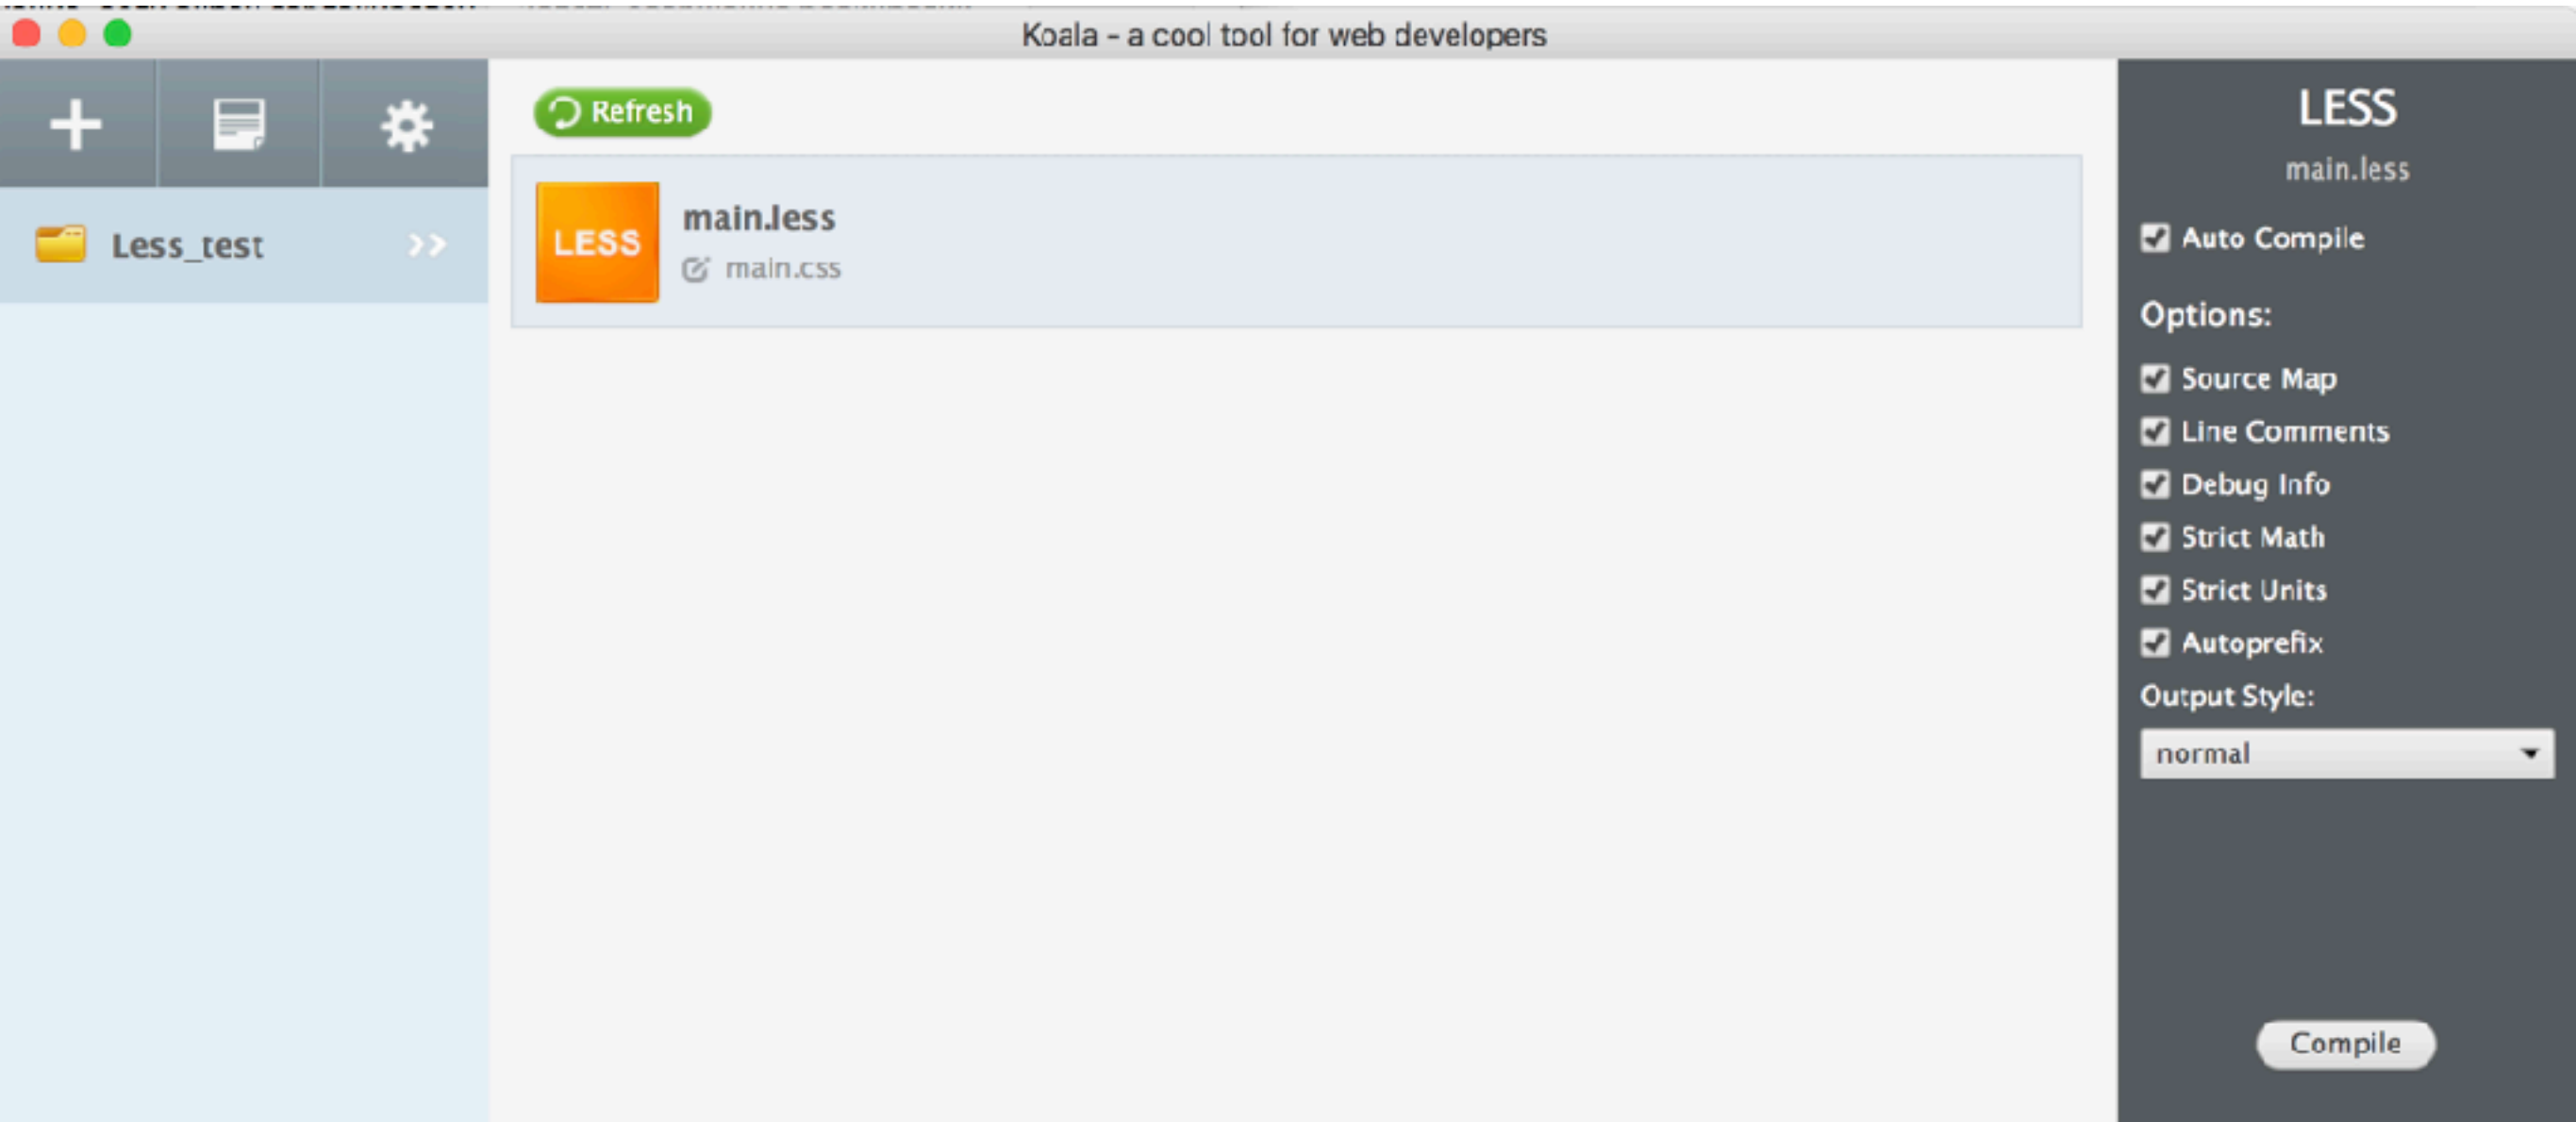 Koala - a cool tool for web developers
Less_test
Refresh
LESS
main.less
main.css
LESS
main.less
Auto Compile
Options:
Source Map
Line Comments
Debug Info
Strict Math
Strict Units
Autoprefix
Output Style:
normal
Compile